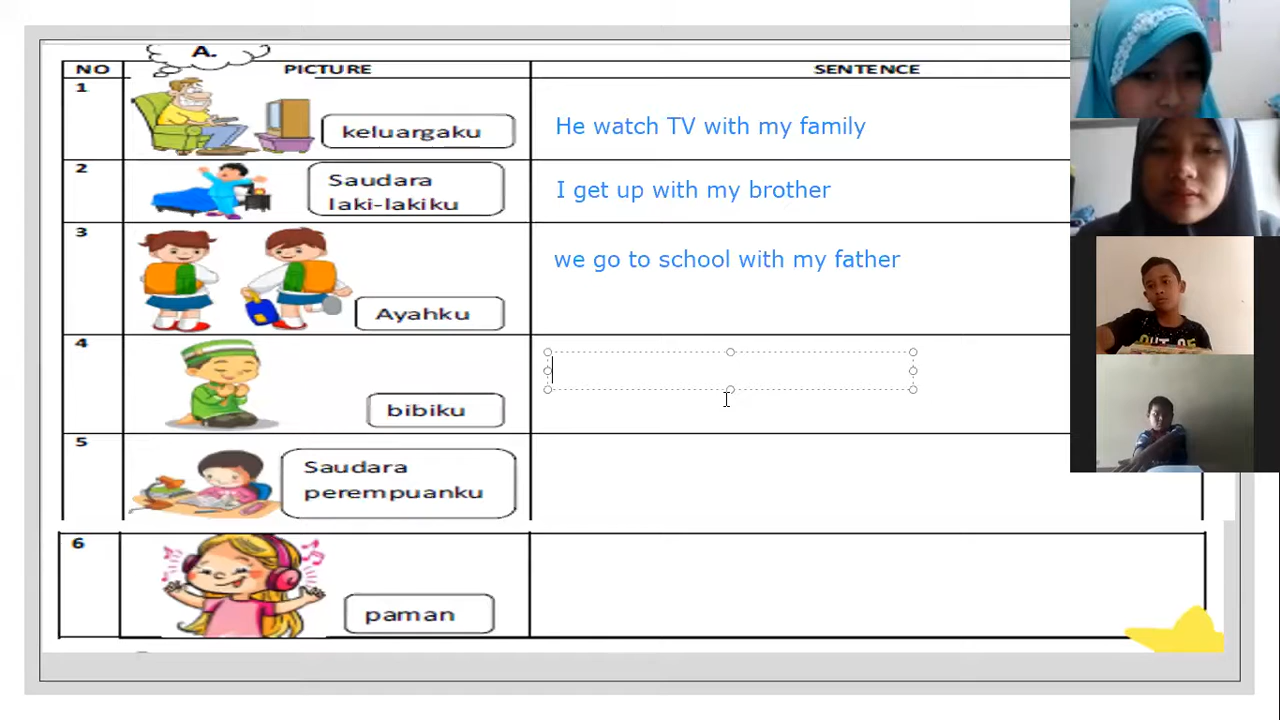 A.
NO PICTURE SENTENCE
1
keluargaku
He watch TV with my family
2
Saudara
laki-lakiku
I get up with my brother
3
Ayahku
we go to school with my father
4
bibiku
5
Saudara
perempuanku
6
paman